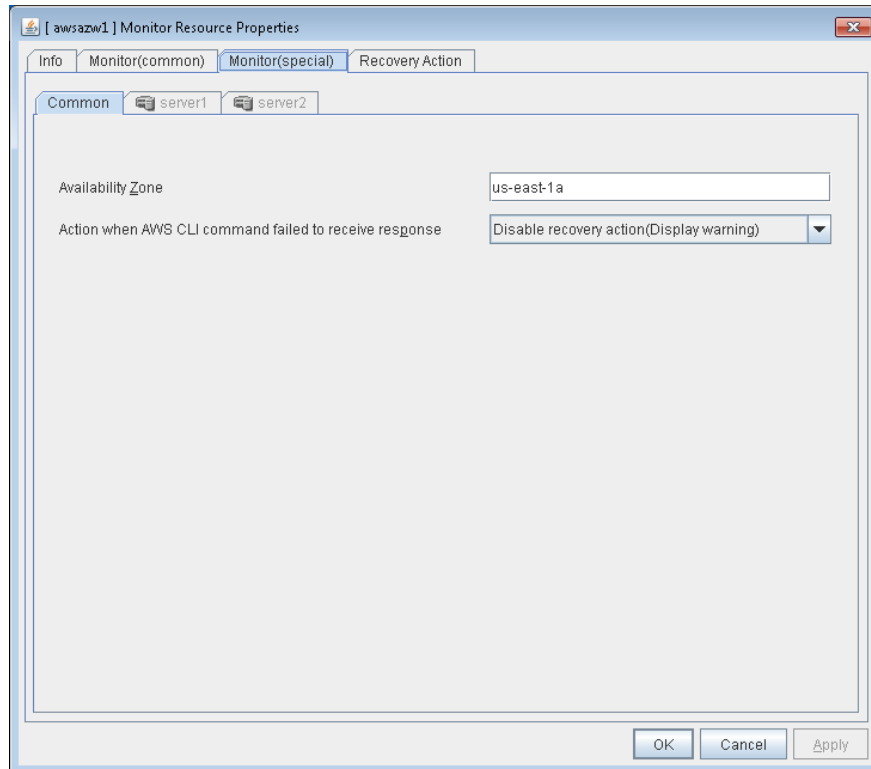 [ awsazw1 ] Monitor Resource Properties
Info Monitor(common) Monitor(special) Recovery Action
Common server1 server2
Availability Zone us-east-1a
Action when AWS CLI command failed to receive response Disable recovery action(Display warning)
OK Cancel Apply